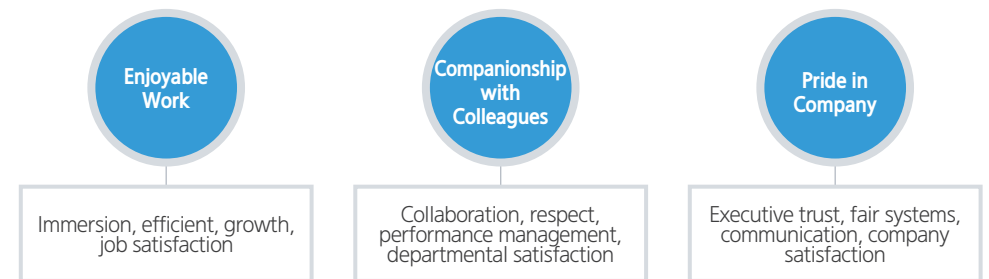 Enjoyable
Work
Companionship
with
Colleagues
Pride in
Company
Immersion, efficient, growth,
job satisfaction
Collaboration, respect,
performance management,
departmental satisfaction
Executive trust, fair systems,
communication, company
satisfaction